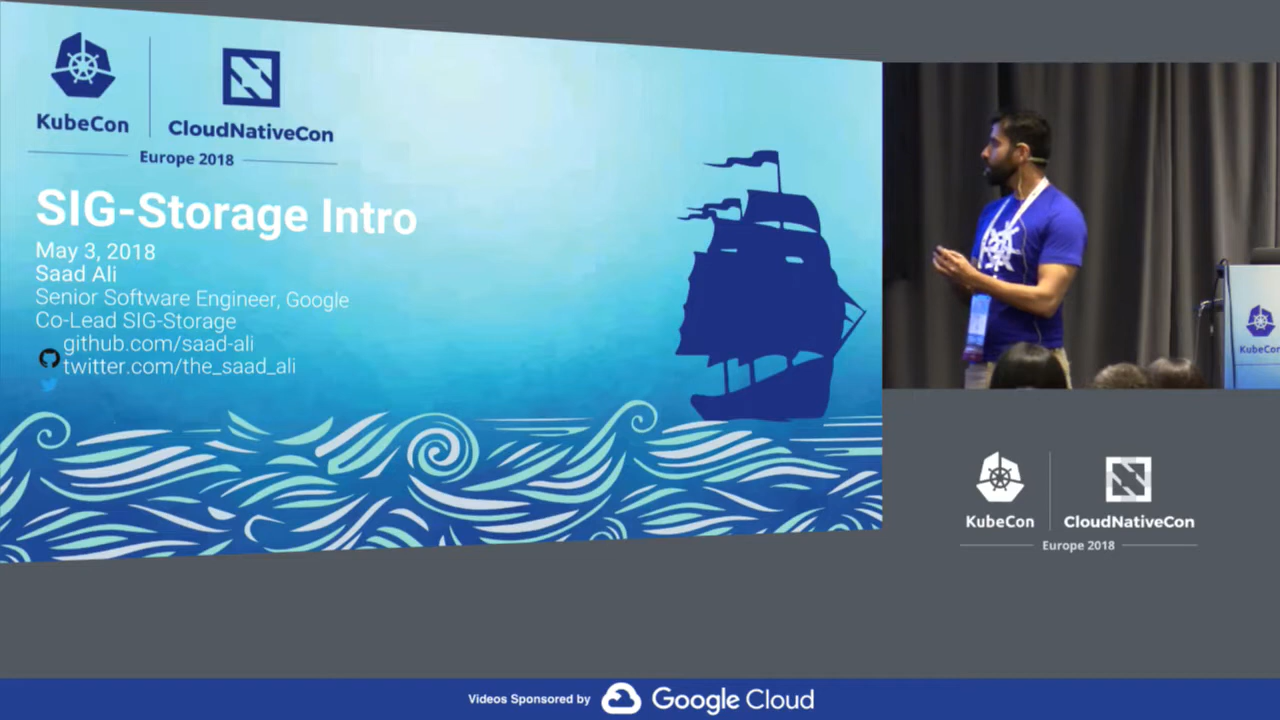 KubeCon
CloudNativeCon
Europe 2018
SIG-Storage Intro
May 3, 2018
Saad Ali
Senior Software Engineer, Google
Co-Lead SIG-Storage
github.com/saad-ali
twitter.com/the_saad_ali
KubeCon
KubeCon
CloudNativeCon
Europe 2018
Videos Sponsored by Google Cloud